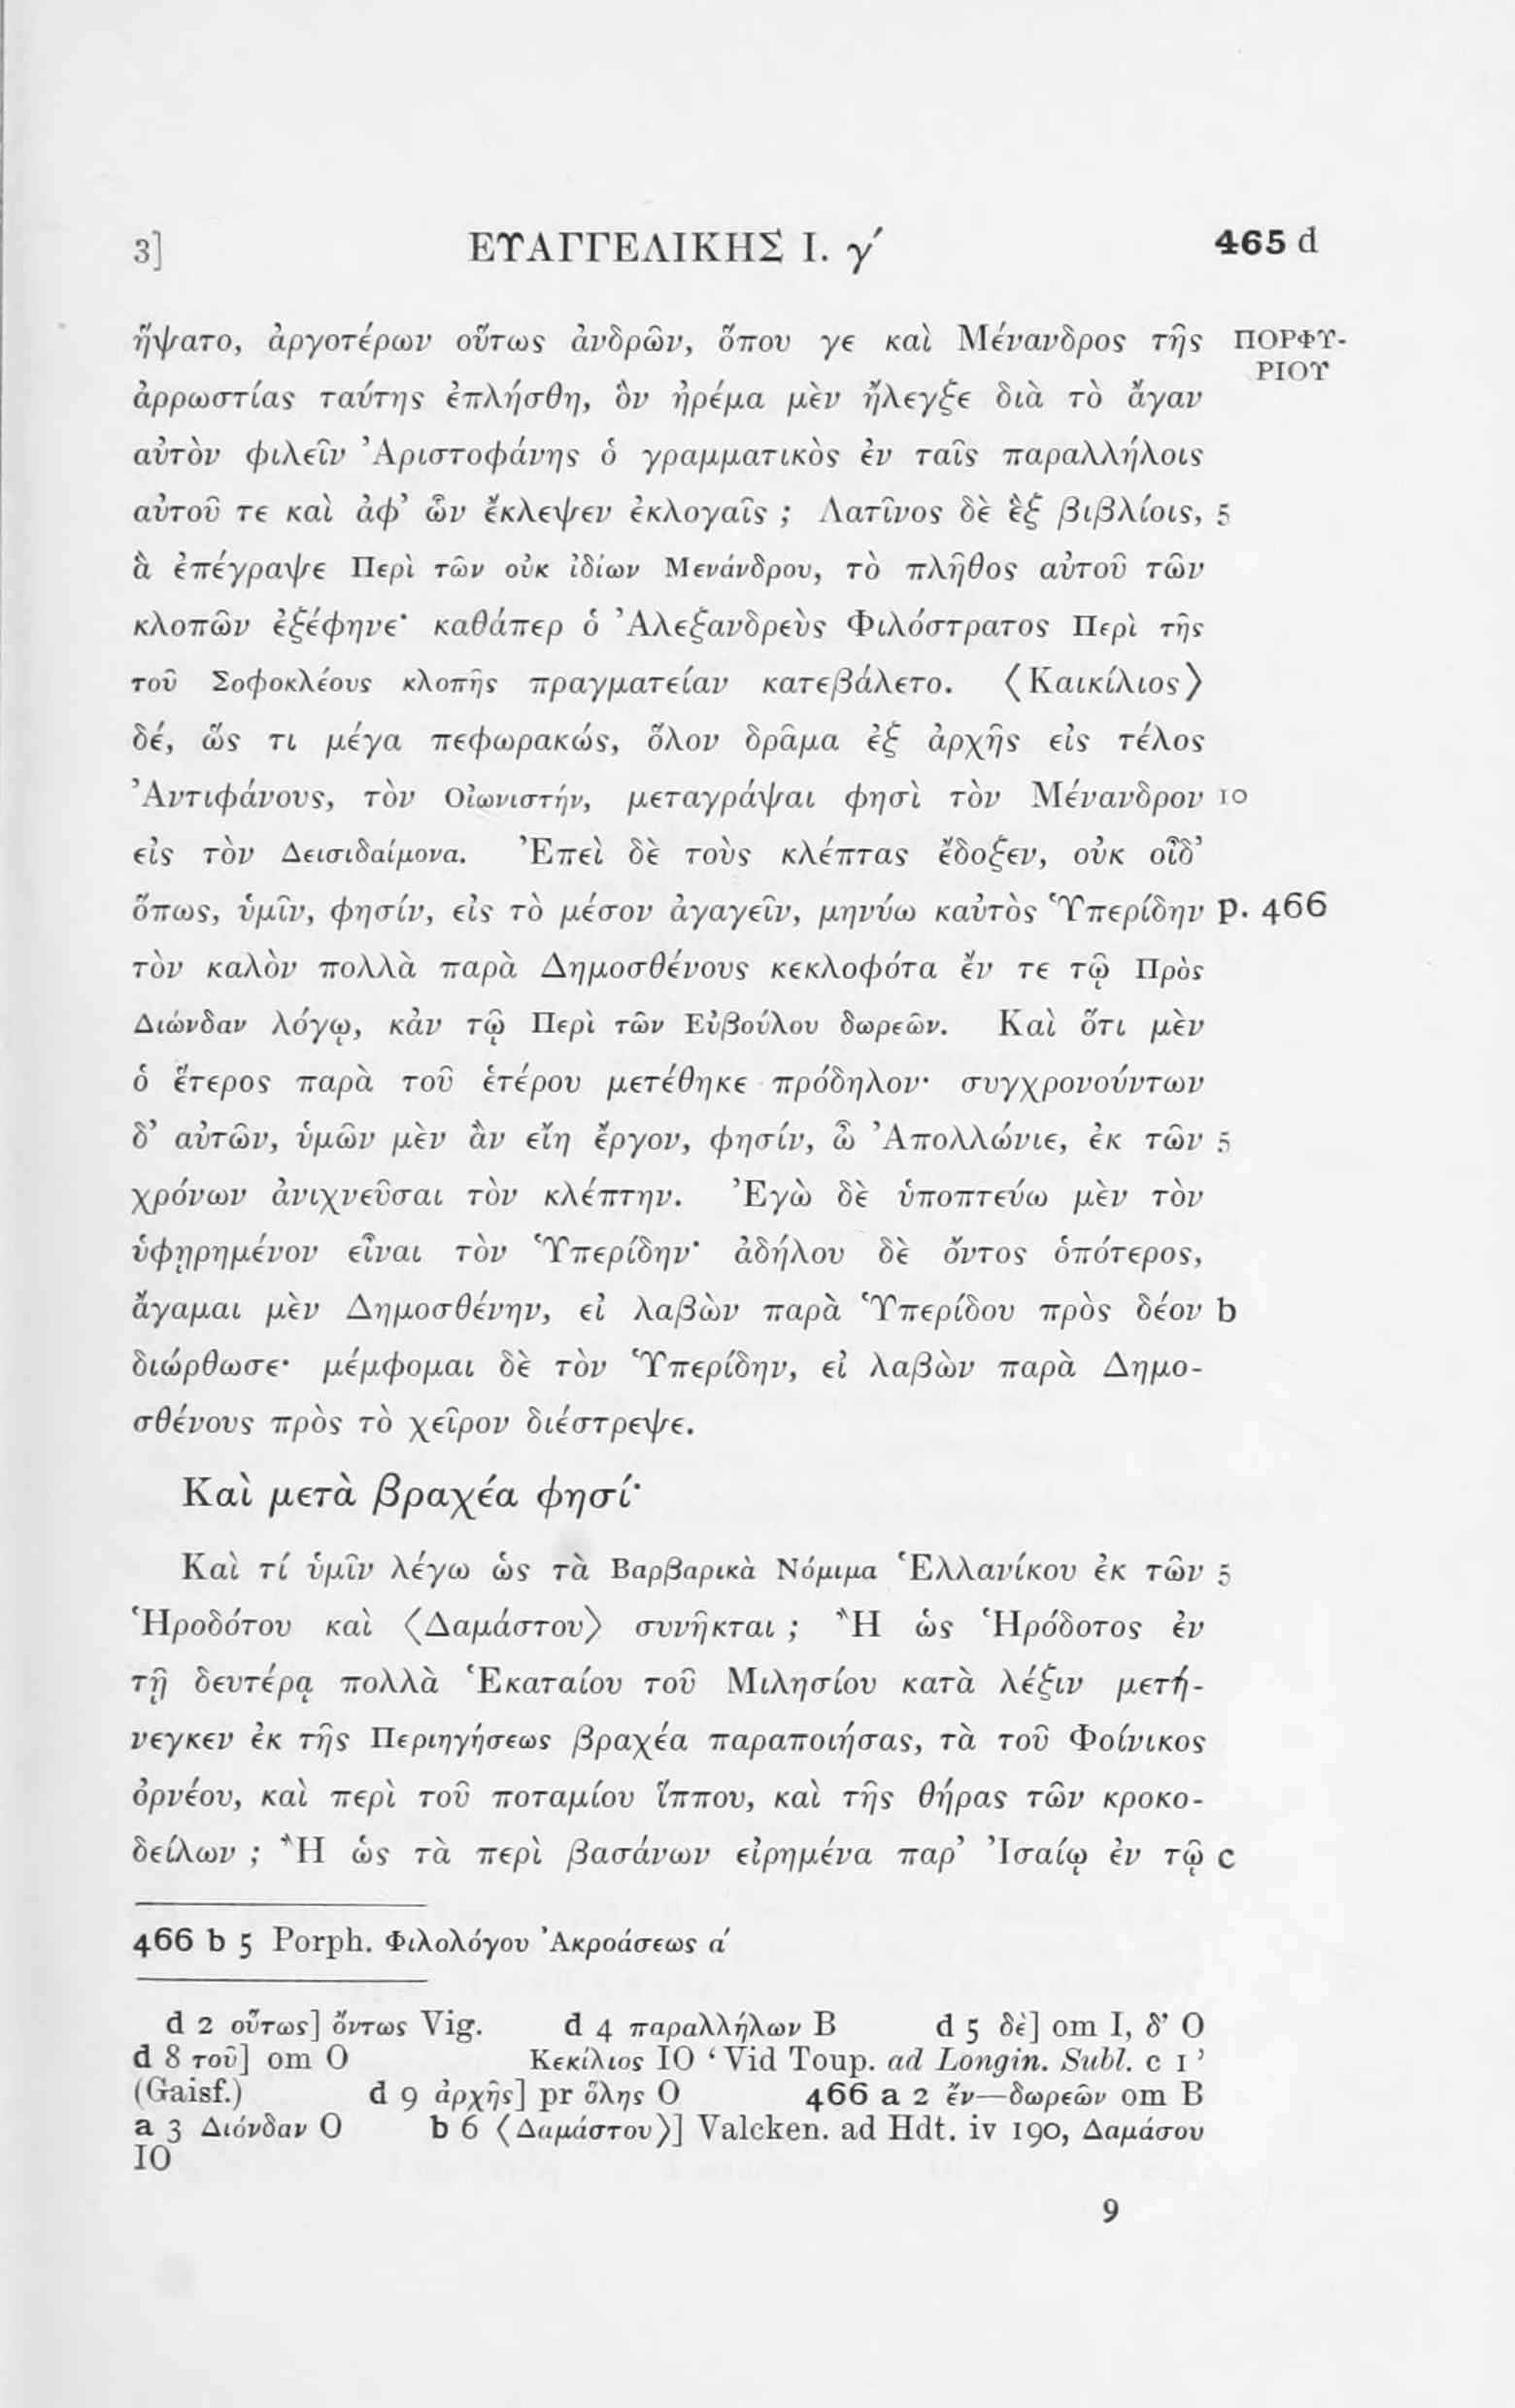 3] ΕΥΑΓΓΕΛΙΚΗΣ Ι. γ′ 465 d
ἥψατο, ἀργοτέρων οὕτως ἀνδρῶν, ὅπου γε καὶ Μένανδρος τῆς ΠΟΡΦΥ-
ΡΙΟΥ
ἀρρωστίας ταύτης ἐπλήσθη, ὃν ἠρέμα μὲν ἤλεγξε διὰ τὸ ἄγαν
αὐτὸν φιλεῖν Ἀριστοφάνης ὁ γραμματικὸς ἐν ταῖς παραλλήλοις
αὐτοῦ τε καὶ ἀφ’ ὧν ἔκλεψεν ἐκλογαῖς ; Λατῖνος δὲ ἓξ βιβλίοις, 5
ἃ ἐπέγραψε Περὶ τῶν οὐκ ἰδίων Μενάνδρου, τὸ πλῆθος αὐτοῦ τῶν
κλοπῶν ἐξέφηνε· καθάπερ ὁ Ἀλεξανδρεὺς Φιλόστρατος Περὶ τῆς
τοῦ Σοφοκλέους κλοπῆς πραγματείαν κατεβάλετο. ⟨Καικίλιος⟩
δέ, ὥς τι μέγα πεφωρακώς, ὅλον δρᾶμα ἐξ ἀρχῆς εἰς τέλος
Ἀντιφάνους, τὸν Οἰωνιστήν, μεταγράψαι φησὶ τὸν Μένανδρον 10
εἰς τὸν Δεισιδαίμονα. Ἐπεὶ δὲ τοὺς κλέπτας ἔδοξεν, οὐκ οἶδ’
ὅπως, ὑμῖν, φησίν, εἰς τὸ μέσον ἀγαγεῖν, μηνύω καὐτὸς Ὑπερίδην p. 466
τὸν καλὸν πολλὰ παρὰ Δημοσθένους κεκλοφότα ἔν τε τῷ Πρὸς
Διώνδαν λόγῳ, κἀν τῷ Περὶ τῶν Εὐβούλου δωρεῶν. Καὶ ὅτι μὲν
ὁ ἕτερος παρὰ τοῦ ἑτέρου μετέθηκε πρόδηλον· συγχρονούντων
δ’ αὐτῶν, ὑμῶν μὲν ἂν εἴη ἔργον, φησίν, ὦ Ἀπολλώνιε, ἐκ τῶν 5
χρόνων ἀνιχνεῦσαι τὸν κλέπτην. Ἐγὼ δὲ ὑποπτεύω μὲν τὸν
ὑφῃρημένον εἶναι τὸν Ὑπερίδην· ἀδήλου δὲ ὄντος ὁπότερος,
ἄγαμαι μὲν Δημοσθένην, εἰ λαβὼν παρὰ Ὑπερίδου πρὸς δέον b
διώρθωσε· μέμφομαι δὲ τὸν Ὑπερίδην, εἰ λαβὼν παρὰ Δημο-
σθένους πρὸς τὸ χεῖρον διέστρεψε.
Καὶ μετὰ βραχέα φησί·
Καὶ τί ὑμῖν λέγω ὡς τὰ Βαρβαρικὰ Νόμιμα Ἑλλανίκου ἐκ τῶν 5
Ἡροδότου καὶ ⟨Δαμάστου⟩ συνῆκται ; Ἢ ὡς Ἡρόδοτος ἐν
τῇ δευτέρᾳ πολλὰ Ἑκαταίου τοῦ Μιλησίου κατὰ λέξιν μετή-
νεγκεν ἐκ τῆς Περιηγήσεως βραχέα παραποιήσας, τὰ τοῦ Φοίνικος
ὀρνέου, καὶ περὶ τοῦ ποταμίου ἵππου, καὶ τῆς θήρας τῶν κροκο-
δείλων ; Ἢ ὡς τὰ περὶ βασάνων εἰρημένα παρ’ Ἰσαίῳ ἐν τῷ c
466 b 5 Porph. Φιλολόγου Ἀκροάσεως α′
d 2 οὕτως] ὄντως Vig. d 4 παραλλήλων B d 5 δὲ] om I, δ’ O
d 8 τοῦ] om O Κεκίλιος IO ‘Vid Toup. ad Longin. Subl. c 1’
(Gaisf.) d 9 ἀρχῆς] pr ὅλης O 466 a 2 ἔν—δωρεῶν om B
a 3 Διόνδαν O b 6 ⟨Δαμάστου⟩] Valcken. ad Hdt. iv 190, Δαμάσου
IO
9